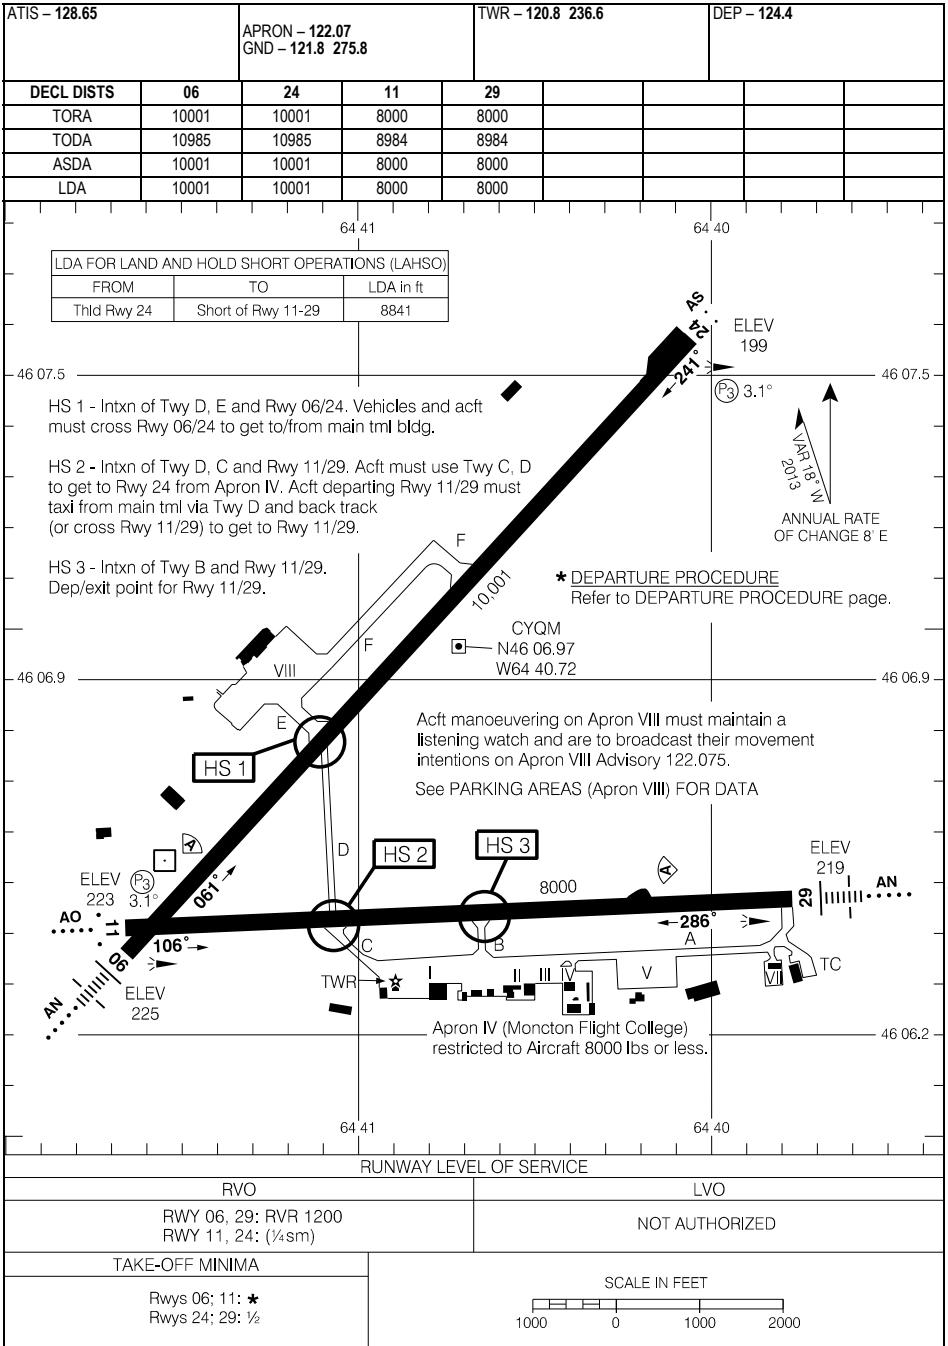 ATIS – 128.65
APRON – 122.07
GND – 121.8 275.8
TWR – 120.8 236.6
DEP – 124.4
DECL DISTS 06 24 11 29
TORA 10001 10001 8000 8000
TODA 10985 10985 8984 8984
ASDA 10001 10001 8000 8000
LDA 10001 10001 8000 8000
64 41
64 40
LDA FOR LAND AND HOLD SHORT OPERATIONS (LAHSO)
FROM TO LDA in ft
Thld Rwy 24 Short of Rwy 11-29 8841
AS
24
ELEV
199
46 07.5
46 07.5
241°
P3 3.1°
HS 1 - Intxn of Twy D, E and Rwy 06/24. Vehicles and acft
must cross Rwy 06/24 to get to/from main tml bldg.
HS 2 - Intxn of Twy D, C and Rwy 11/29. Acft must use Twy C, D
to get to Rwy 24 from Apron IV. Acft departing Rwy 11/29 must
taxi from main tml via Twy D and back track
(or cross Rwy 11/29) to get to Rwy 11/29.
HS 3 - Intxn of Twy B and Rwy 11/29.
Dep/exit point for Rwy 11/29.
VAR 18° W
2013
ANNUAL RATE
OF CHANGE 8' E
F
10,001
* DEPARTURE PROCEDURE
Refer to DEPARTURE PROCEDURE page.
CYQM
N46 06.97
W64 40.72
F
VIII
46 06.9
46 06.9
E
HS 1
Acft manoeuvering on Apron VIII must maintain a
listening watch and are to broadcast their movement
intentions on Apron VIII Advisory 122.075.
See PARKING AREAS (Apron VIII) FOR DATA
A
D
HS 2
HS 3
A
ELEV
219
ELEV
223
P3
3.1°
061°
8000
29
AN
AO
11
106°
286°
C
B
A
06
AN
ELEV
225
TWR
I
II
III
IV
V
VII
TC
Apron IV (Moncton Flight College)
restricted to Aircraft 8000 lbs or less.
46 06.2
64 41
64 40
RUNWAY LEVEL OF SERVICE
RVO
LVO
RWY 06, 29: RVR 1200
RWY 11, 24: (¼sm)
NOT AUTHORIZED
TAKE-OFF MINIMA
Rwys 06; 11: *
Rwys 24; 29: ½
SCALE IN FEET
1000 0 1000 2000